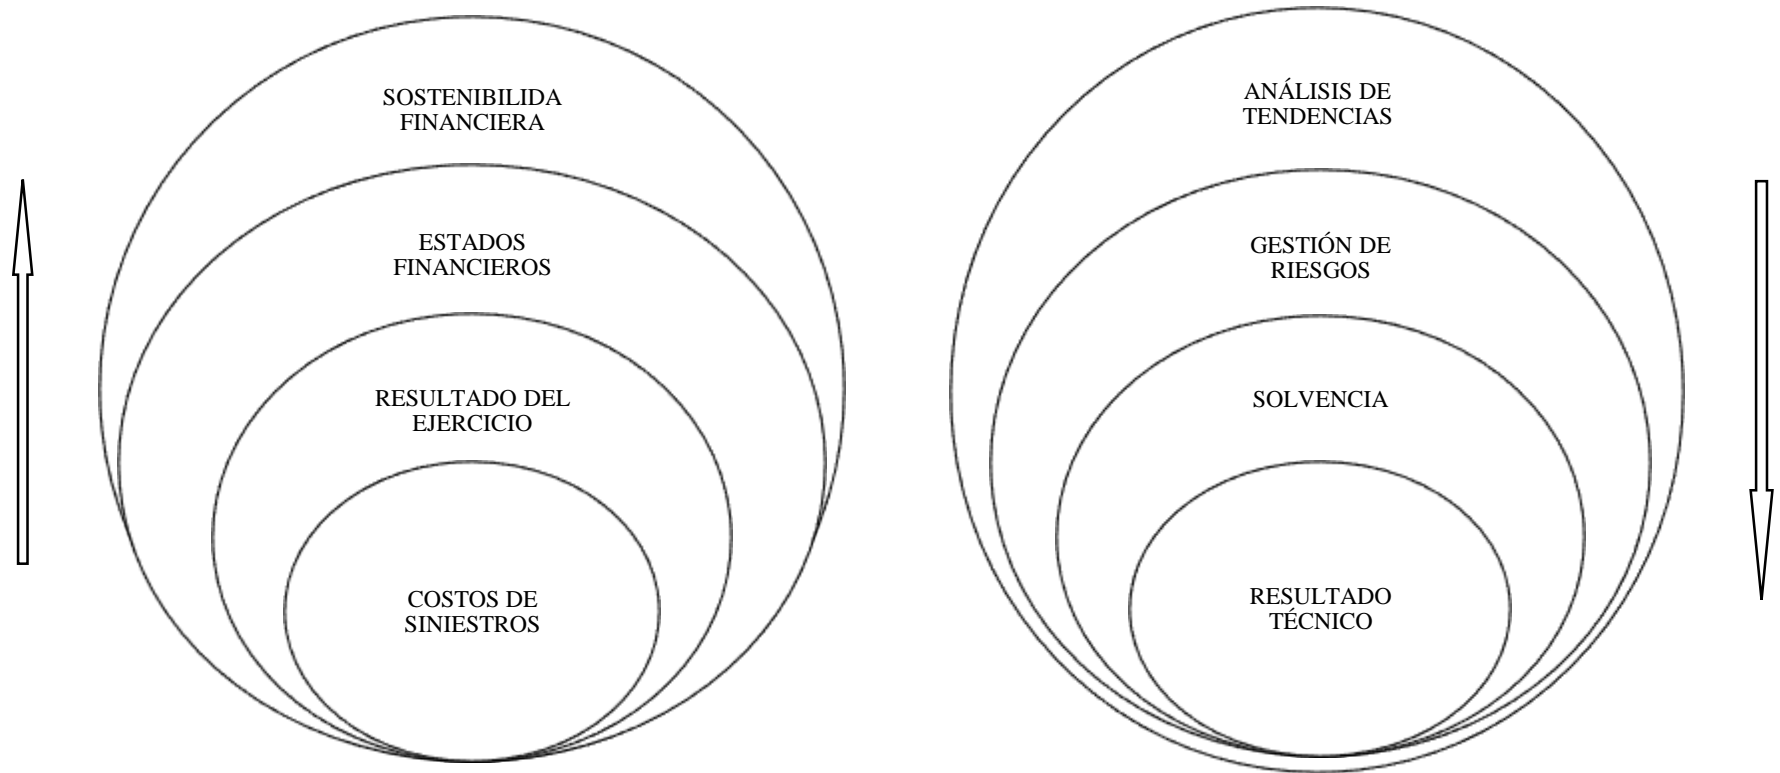 SOSTENIBILIDA
FINANCIERA
ESTADOS
FINANCIEROS
RESULTADO DEL
EJERCICIO
COSTOS DE
SINIESTROS
ANÁLISIS DE
TENDENCIAS
GESTIÓN DE
RIESGOS
SOLVENCIA
RESULTADO
TÉCNICO